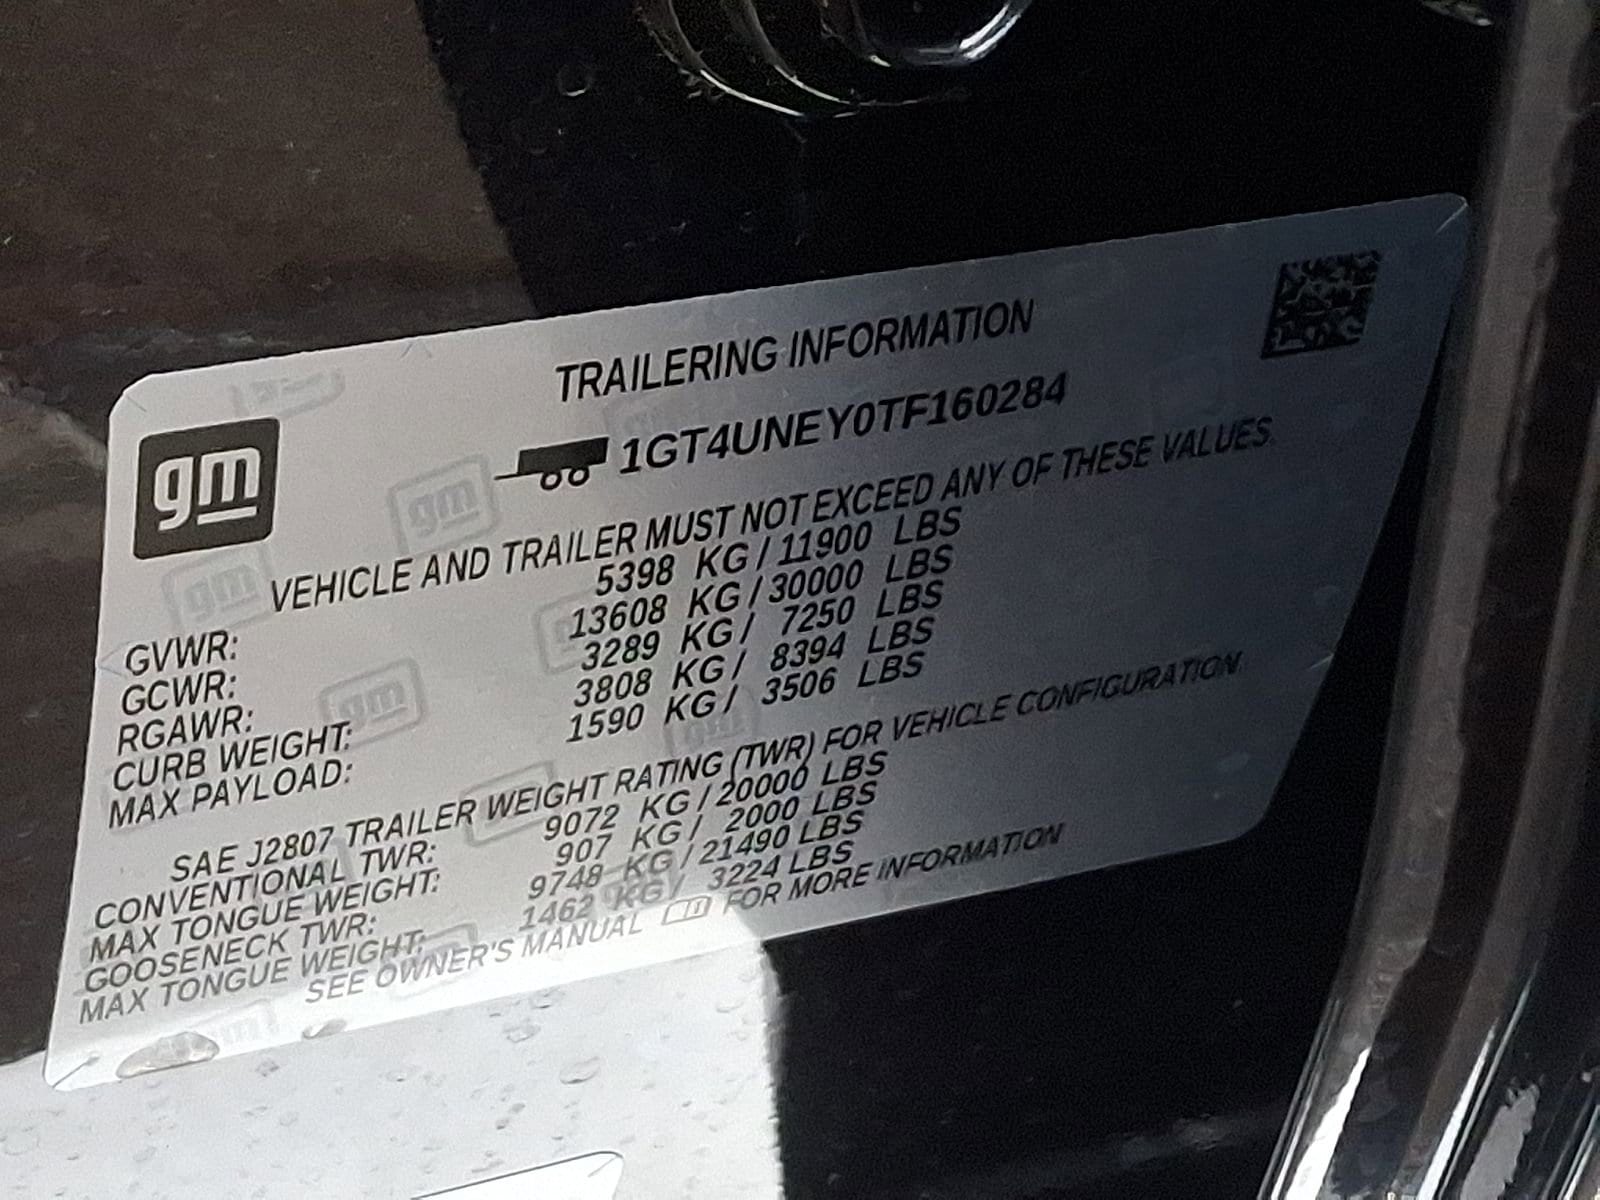 gm
TRAILERING INFORMATION
1GT4UNEY0TF160284
VEHICLE AND TRAILER MUST NOT EXCEED ANY OF THESE VALUES.
GVWR: 5398 KG / 11900 LBS
GCWR: 13608 KG / 30000 LBS
RGAWR: 3289 KG / 7250 LBS
CURB WEIGHT: 3808 KG / 8394 LBS
MAX PAYLOAD: 1590 KG / 3506 LBS
SAE J2807 TRAILER WEIGHT RATING (TWR) FOR VEHICLE CONFIGURATION.
CONVENTIONAL TWR: 9072 KG / 20000 LBS
MAX TONGUE WEIGHT: 907 KG / 2000 LBS
GOOSENECK TWR: 9748 KG / 21490 LBS
MAX TONGUE WEIGHT: 1462 KG / 3224 LBS
SEE OWNER'S MANUAL FOR MORE INFORMATION